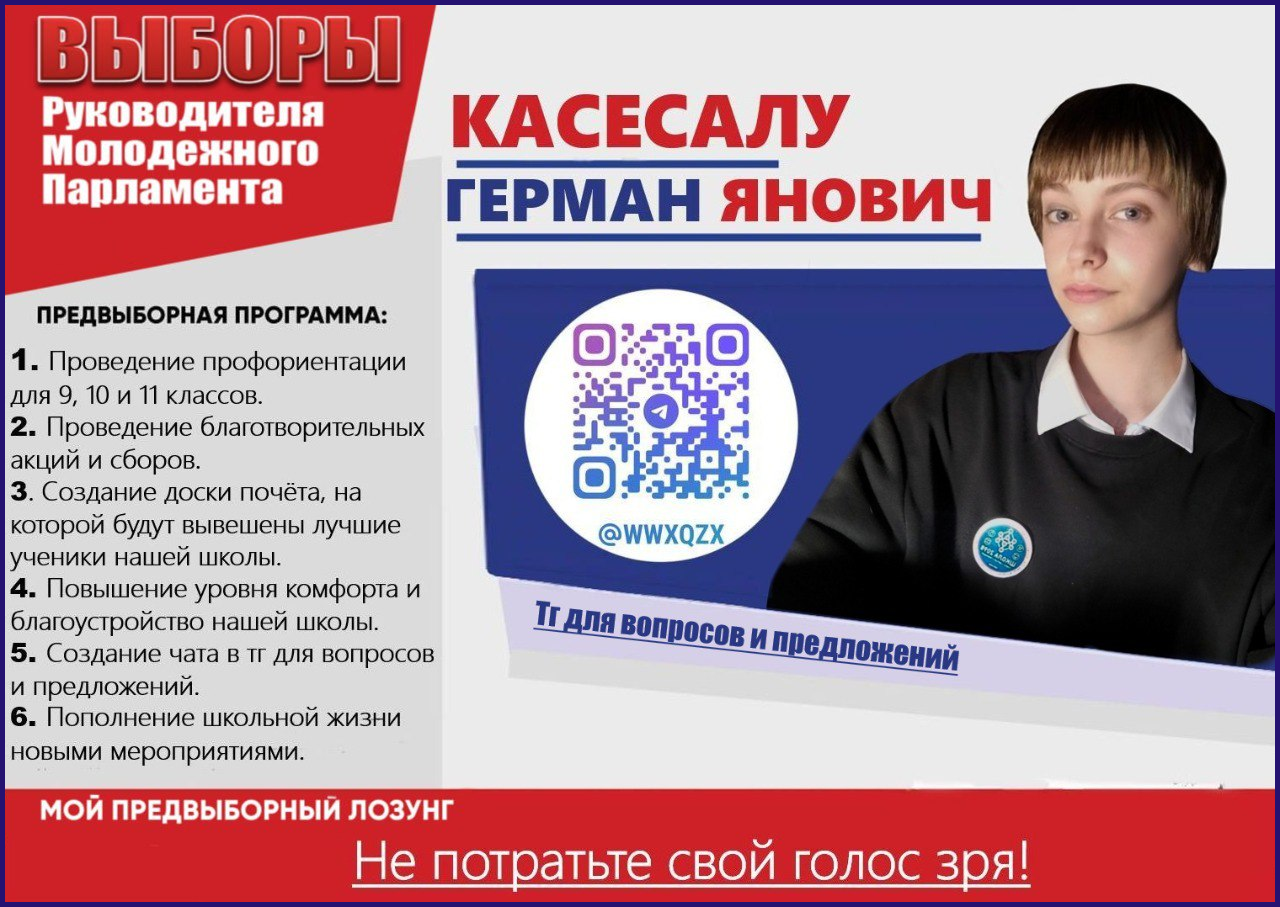 ВЫБОРЫ
Руководителя
Молодежного
Парламента
КАСЕСАЛУ
ГЕРМАН ЯНОВИЧ
ПРЕДВЫБОРНАЯ ПРОГРАММА:
1. Проведение профориентации
для 9, 10 и 11 классов.
2. Проведение благотворительных
акций и сборов.
3. Создание доски почёта, на
которой будут вывешены лучшие
ученики нашей школы.
4. Повышение уровня комфорта и
благоустройство нашей школы.
5. Создание чата в тг для вопросов
и предложений.
6. Пополнение школьной жизни
новыми мероприятиями.
@WWXQZX
Тг для вопросов и предложений
МОЙ ПРЕДВЫБОРНЫЙ ЛОЗУНГ
Не потратьте свой голос зря!